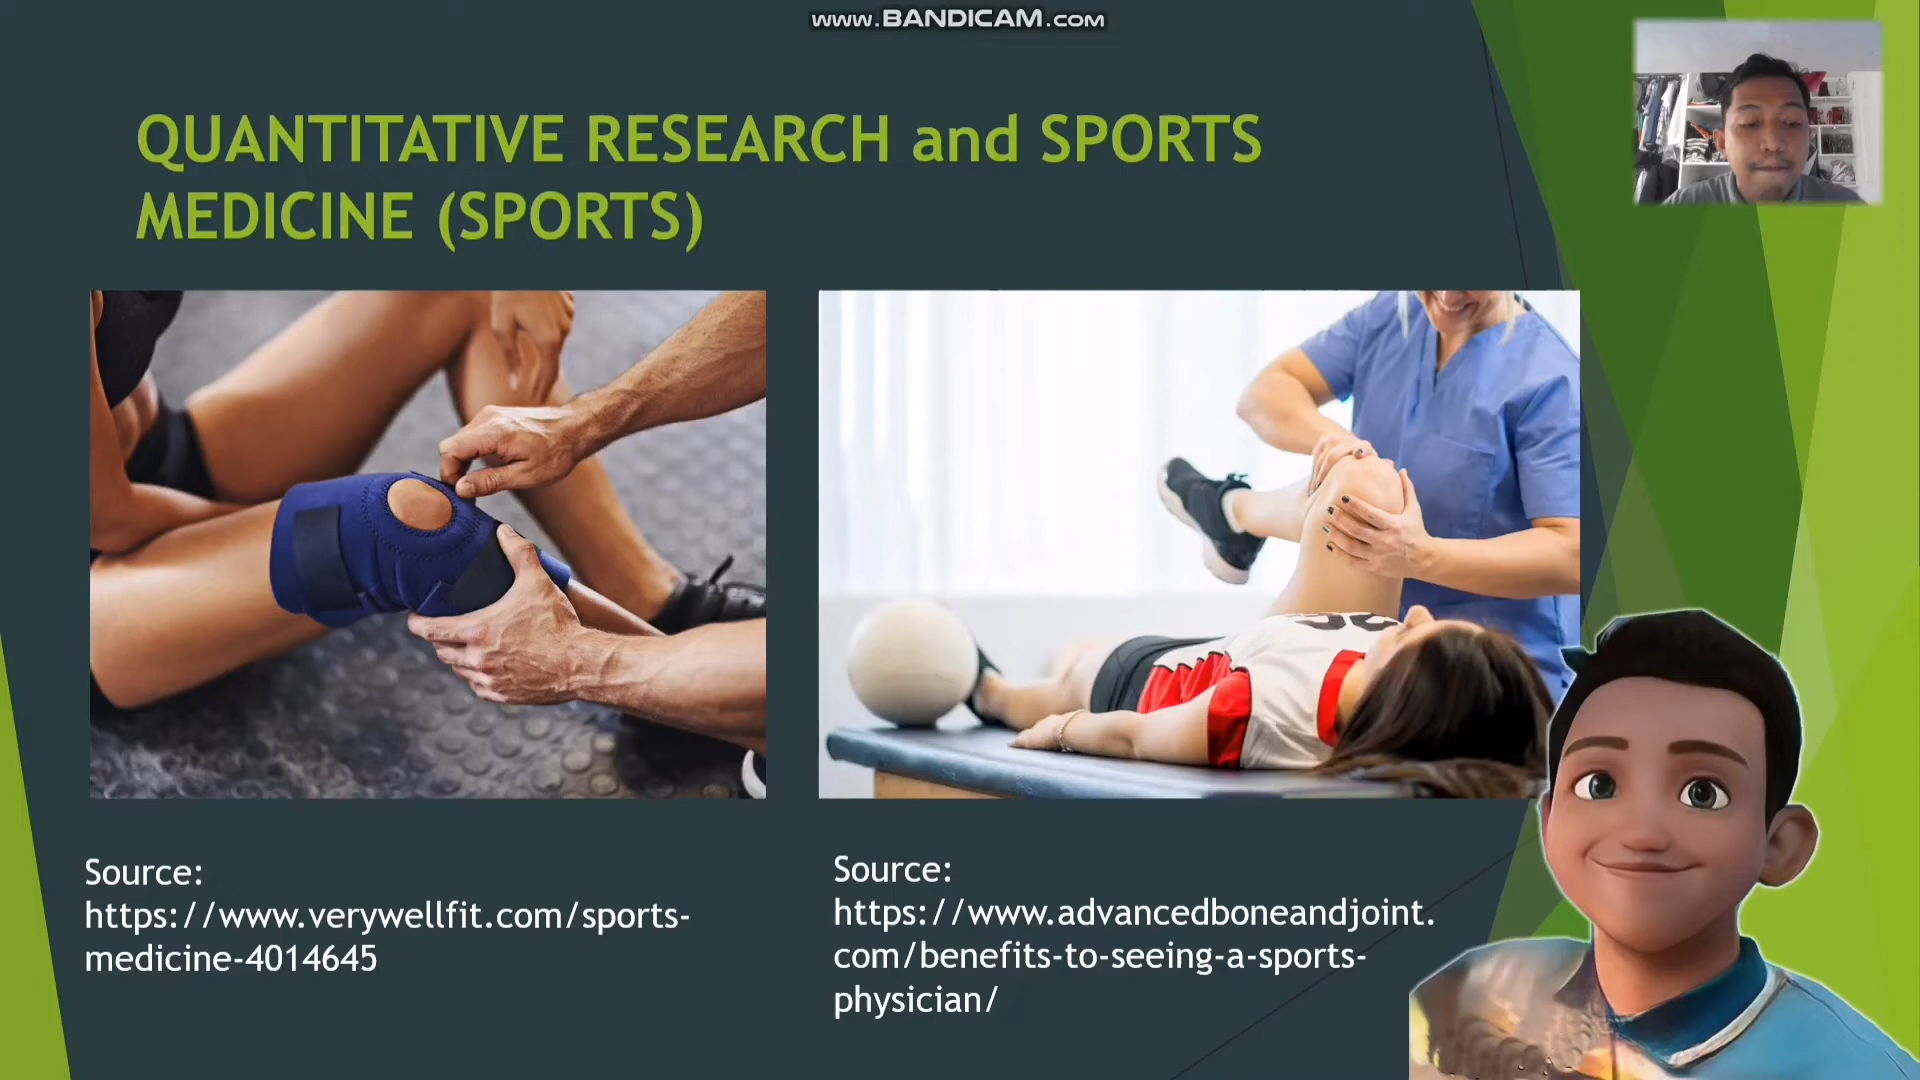 www.BANDICAM.com
QUANTITATIVE RESEARCH and SPORTS
MEDICINE (SPORTS)
Source:
https://www.verywellfit.com/sports-
medicine-4014645
Source:
https://www.advancedboneandjoint.
com/benefits-to-seeing-a-sports-
physician/